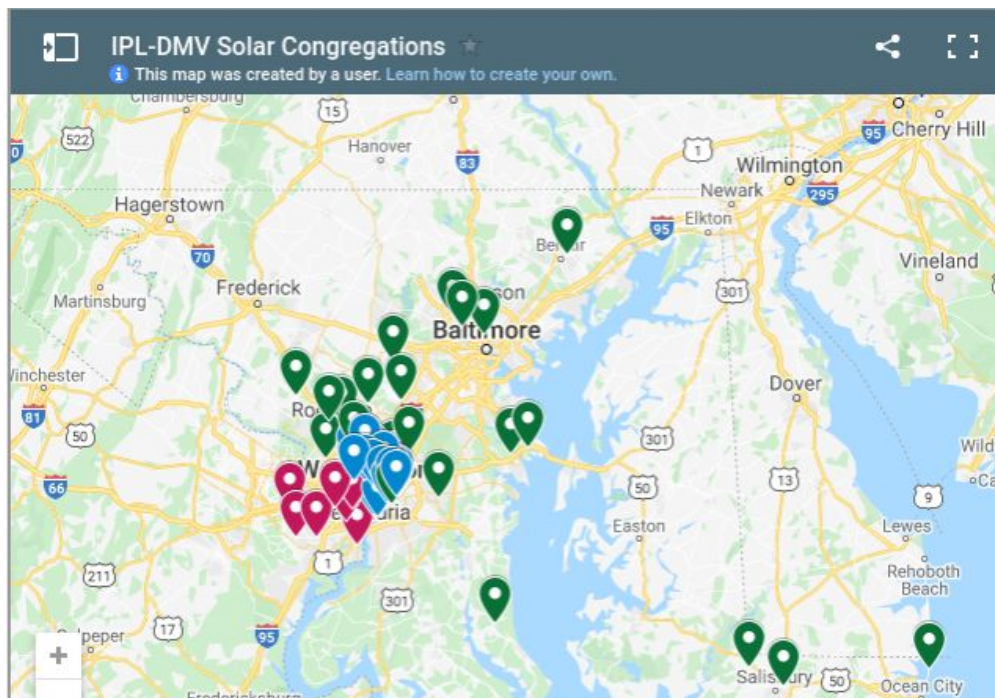 IPL-DMV Solar Congregations
This map was created by a user. Learn how to create your own.
Chambersburg
15
95
Cherry Hill
522
Hanover
1
83
Wilmington
Newark
295
Hagerstown
Elkton
95
70
Vineland
Frederick
301
Martinsburg
Baltimore
Winchester
Dover
81
50
301
66
50
13
9
Easton
Lewes
1
Rehoboth
Beach
211
301
17
95
Salisbury
50
Ocean City
Fredericksburg
+